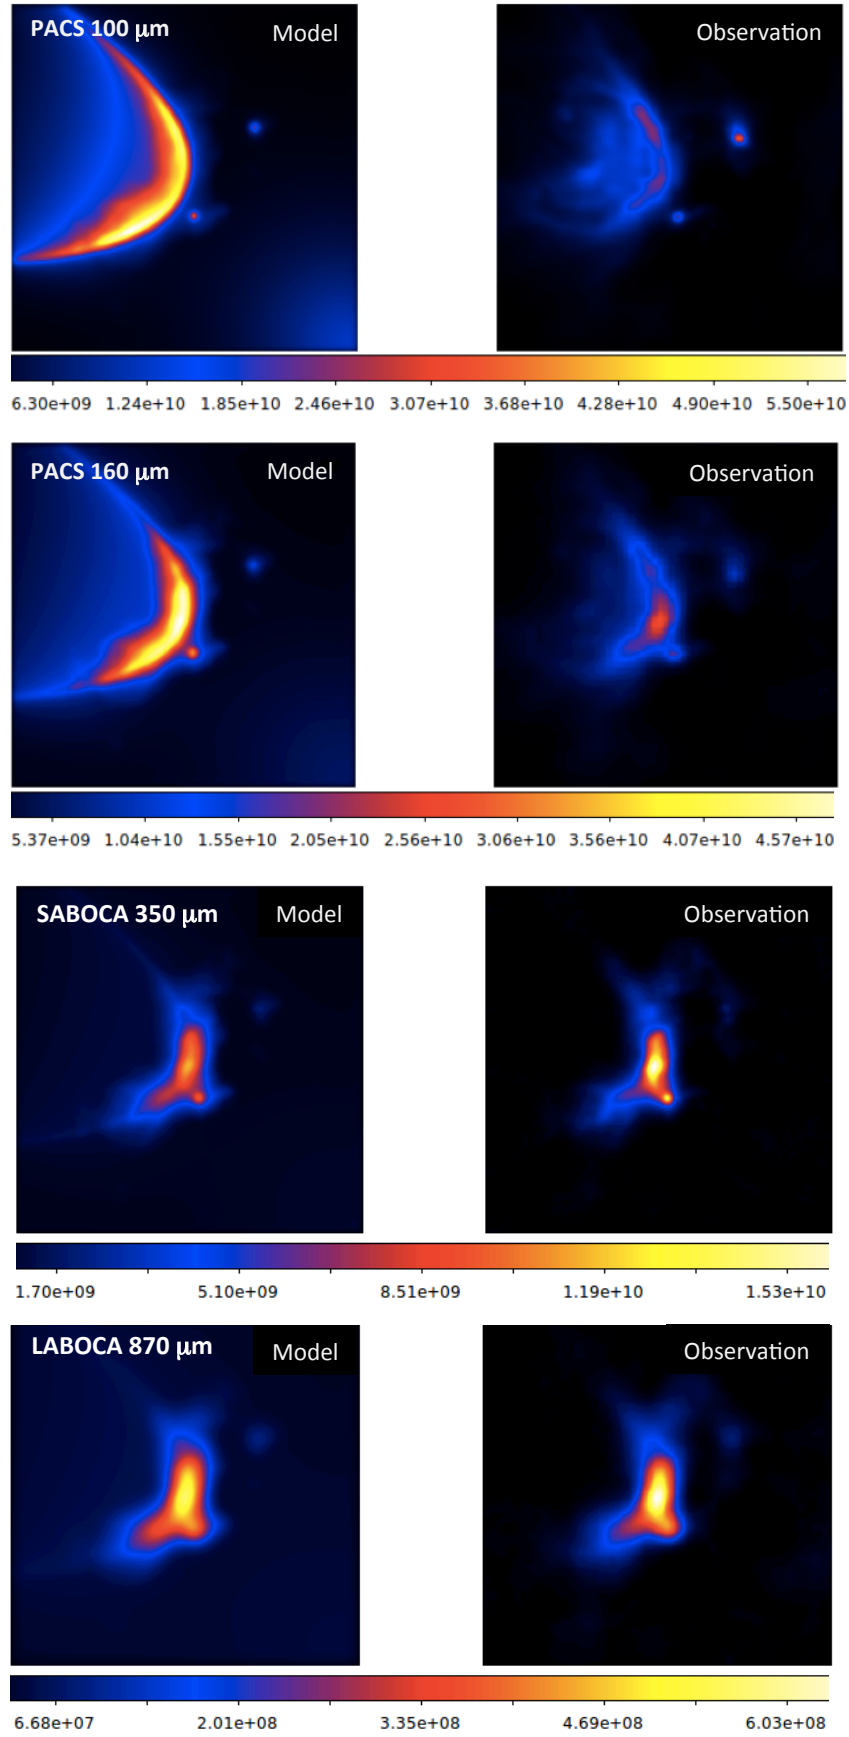 PACS 100 μm Model Observation
6.30e+09 1.24e+10 1.85e+10 2.46e+10 3.07e+10 3.68e+10 4.28e+10 4.90e+10 5.50e+10
PACS 160 μm Model Observation
5.37e+09 1.04e+10 1.55e+10 2.05e+10 2.56e+10 3.06e+10 3.56e+10 4.07e+10 4.57e+10
SABOCA 350 μm Model Observation
1.70e+09 5.10e+09 8.51e+09 1.19e+10 1.53e+10
LABOCA 870 μm Model Observation
6.68e+07 2.01e+08 3.35e+08 4.69e+08 6.03e+08